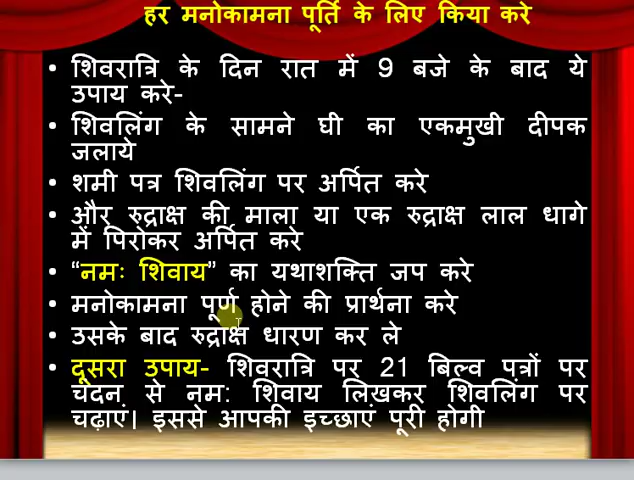 हर मनोकामना पूर्ति के लिए किया करे
• शिवरात्रि के दिन रात में 9 बजे के बाद ये
उपाय करे-
• शिवलिंग के सामने घी का एकमुखी दीपक
जलाये
• शमी पत्र शिवलिंग पर अर्पित करे
• और रुद्राक्ष की माला या एक रुद्राक्ष लाल धागे
में पिरोकर अर्पित करे
• “नमः शिवाय” का यथाशक्ति जप करे
• मनोकामना पूर्ण होने की प्रार्थना करे
• उसके बाद रुद्राक्ष धारण कर ले
• दूसरा उपाय- शिवरात्रि पर 21 बिल्व पत्रों पर
चंदन से नम: शिवाय लिखकर शिवलिंग पर
चढ़ाएं। इससे आपकी इच्छाएं पूरी होगी